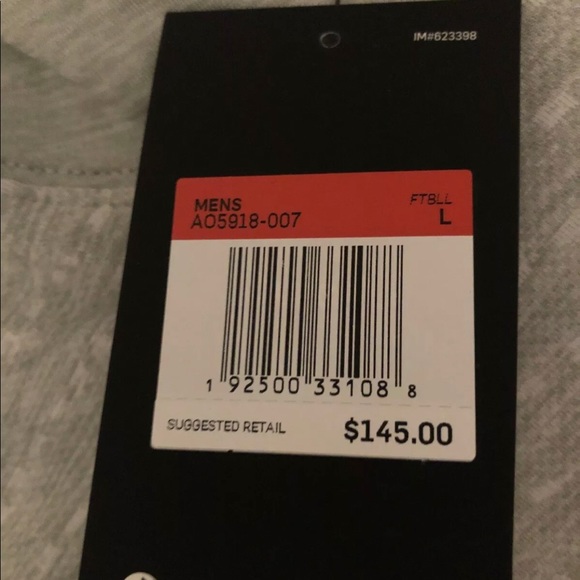 IM#623398
MENS FTBLL
AO5918-007 L
1 92500 33108 8
SUGGESTED RETAIL $145.00